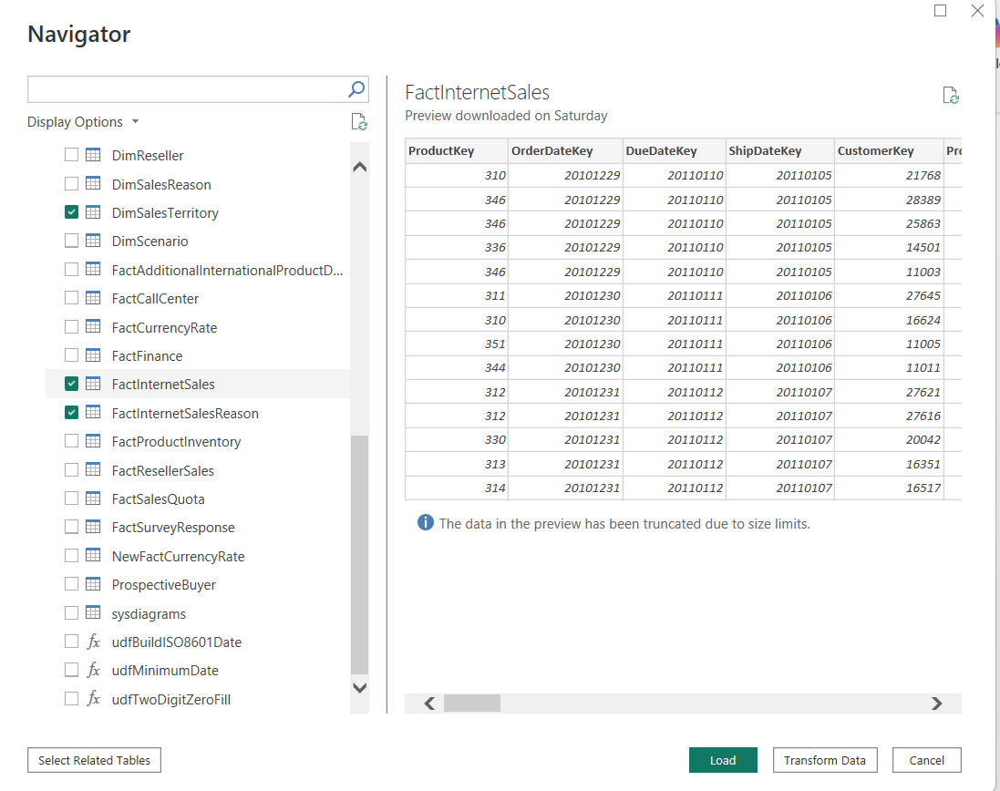 Navigator
Display Options
DimReseller
DimSalesReason
DimSalesTerritory
DimScenario
FactAdditionalInternationalProductD...
FactCallCenter
FactCurrencyRate
FactFinance
FactInternetSales
FactInternetSalesReason
FactProductInventory
FactResellerSales
FactSalesQuota
FactSurveyResponse
NewFactCurrencyRate
ProspectiveBuyer
sysdiagrams
fx udfBuildISO8601Date
fx udfMinimumDate
fx udfTwoDigitZeroFill
Select Related Tables
FactInternetSales
Preview downloaded on Saturday
ProductKey OrderDateKey DueDateKey ShipDateKey CustomerKey
310 20101229 20110110 20110105 21768
346 20101229 20110110 20110105 28389
346 20101229 20110110 20110105 25863
336 20101229 20110110 20110105 14501
346 20101229 20110110 20110105 11003
311 20101230 20110111 20110106 27645
310 20101230 20110111 20110106 16624
351 20101230 20110111 20110106 11005
344 20101230 20110111 20110106 11011
312 20101231 20110112 20110107 27621
312 20101231 20110112 20110107 27616
330 20101231 20110112 20110107 20042
313 20101231 20110112 20110107 16351
314 20101231 20110112 20110107 16517
The data in the preview has been truncated due to size limits.
Load Transform Data Cancel